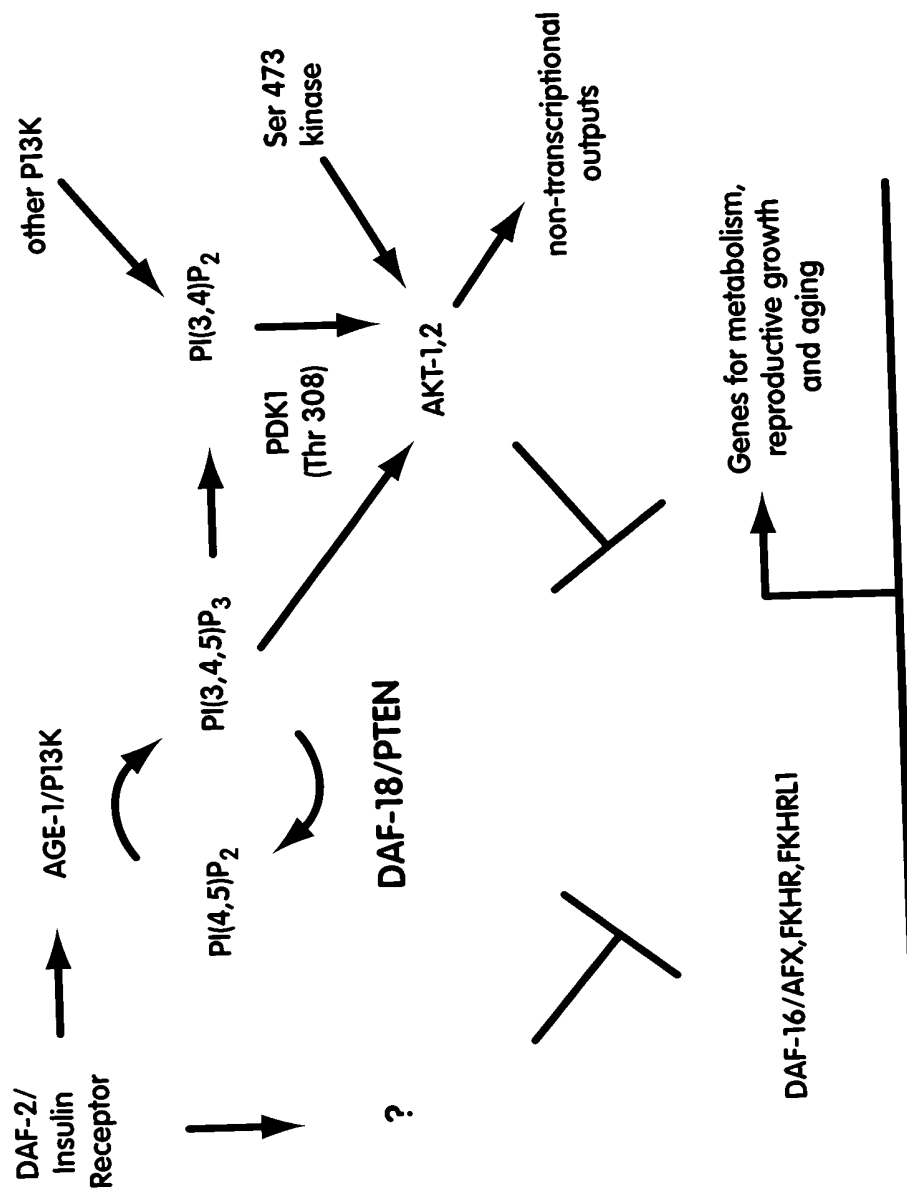 DAF-2/
Insulin
Receptor
AGE-1/P13K
other P13K
PI(4,5)P2
PI(3,4,5)P3
PI(3,4)P2
Ser 473
kinase
PDK1
(Thr 308)
?
DAF-18/PTEN
AKT-1,2
non-transcriptional
outputs
DAF-16/AFX,FKHR,FKHRL1
Genes for metabolism,
reproductive growth
and aging